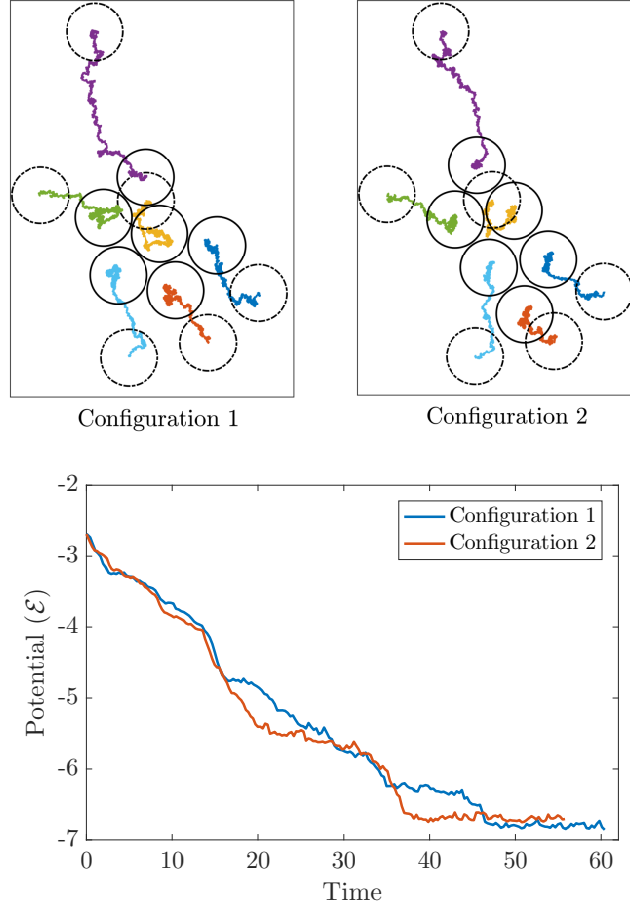 Configuration 1
Configuration 2
-2
-3
-4
-5
-6
-7
Potential (ℰ)
Configuration 1
Configuration 2
0 10 20 30 40 50 60
Time